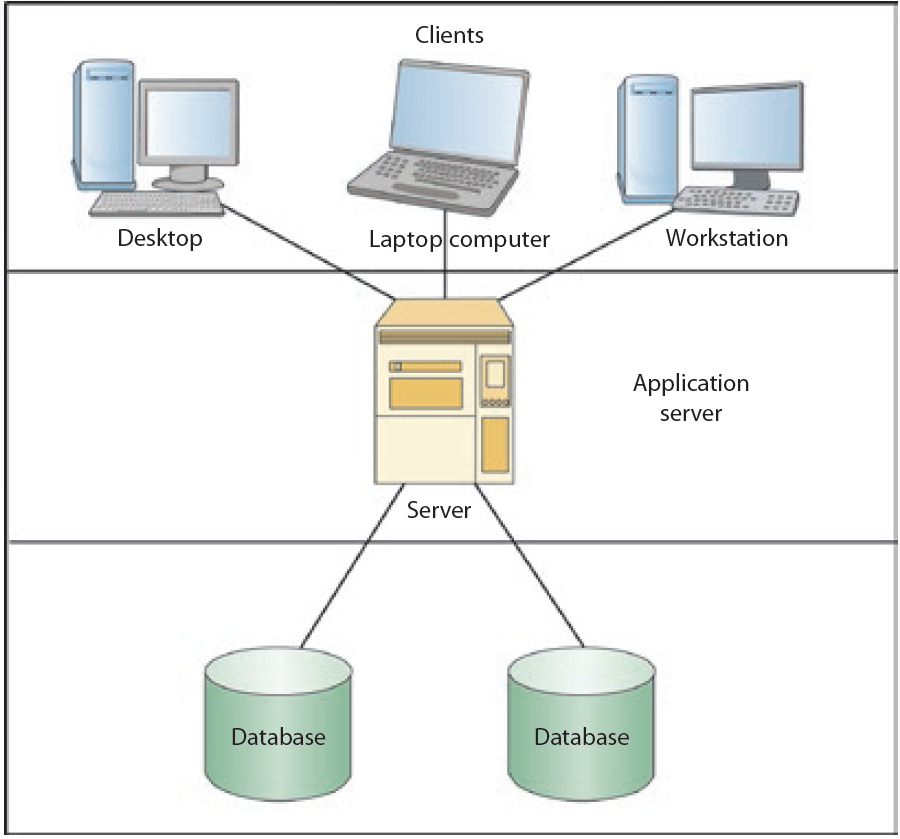 Clients
Desktop
Laptop computer
Workstation
Application
server
Server
Database
Database